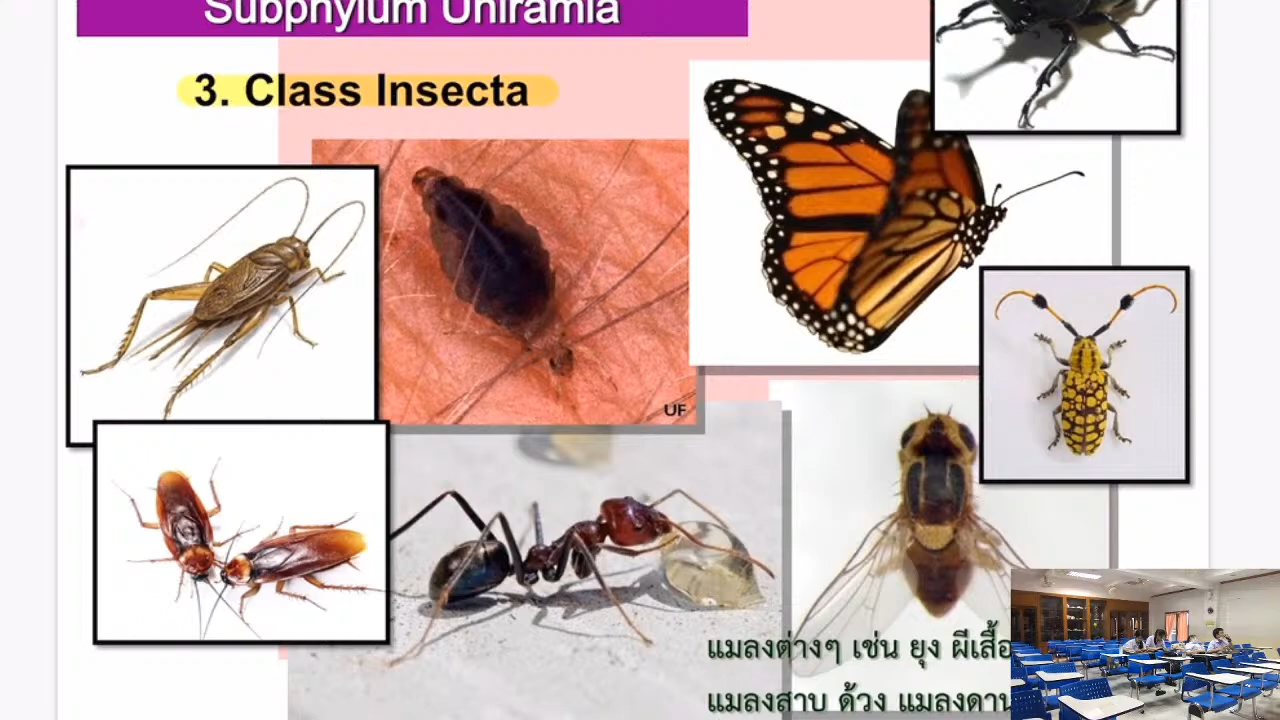 Subphylum Uniramia
3. Class Insecta
UF
แมลงต่างๆ เช่น ยุง ผีเสื้อ
แมลงสาบ ด้วง แมลงดาน